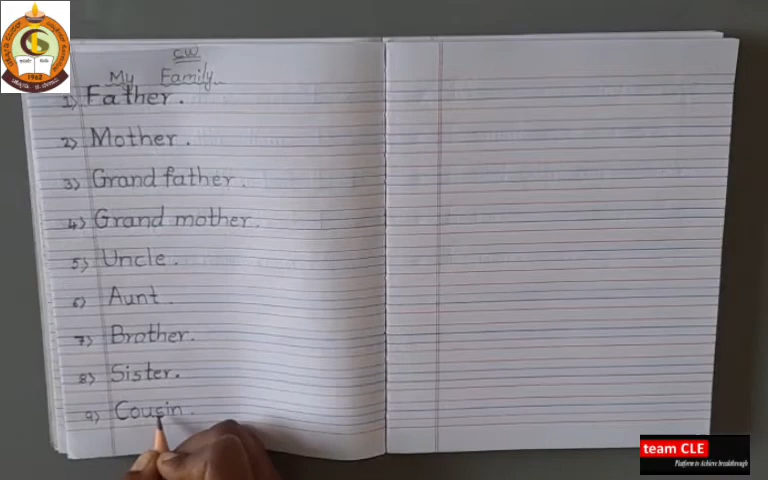 CW
My Family
1) Father.
2) Mother.
3) Grand father.
4) Grand mother.
5) Uncle.
6) Aunt.
7) Brother.
8) Sister.
9) Cousin.
1962
team CLE
Platform to Achieve breakthrough